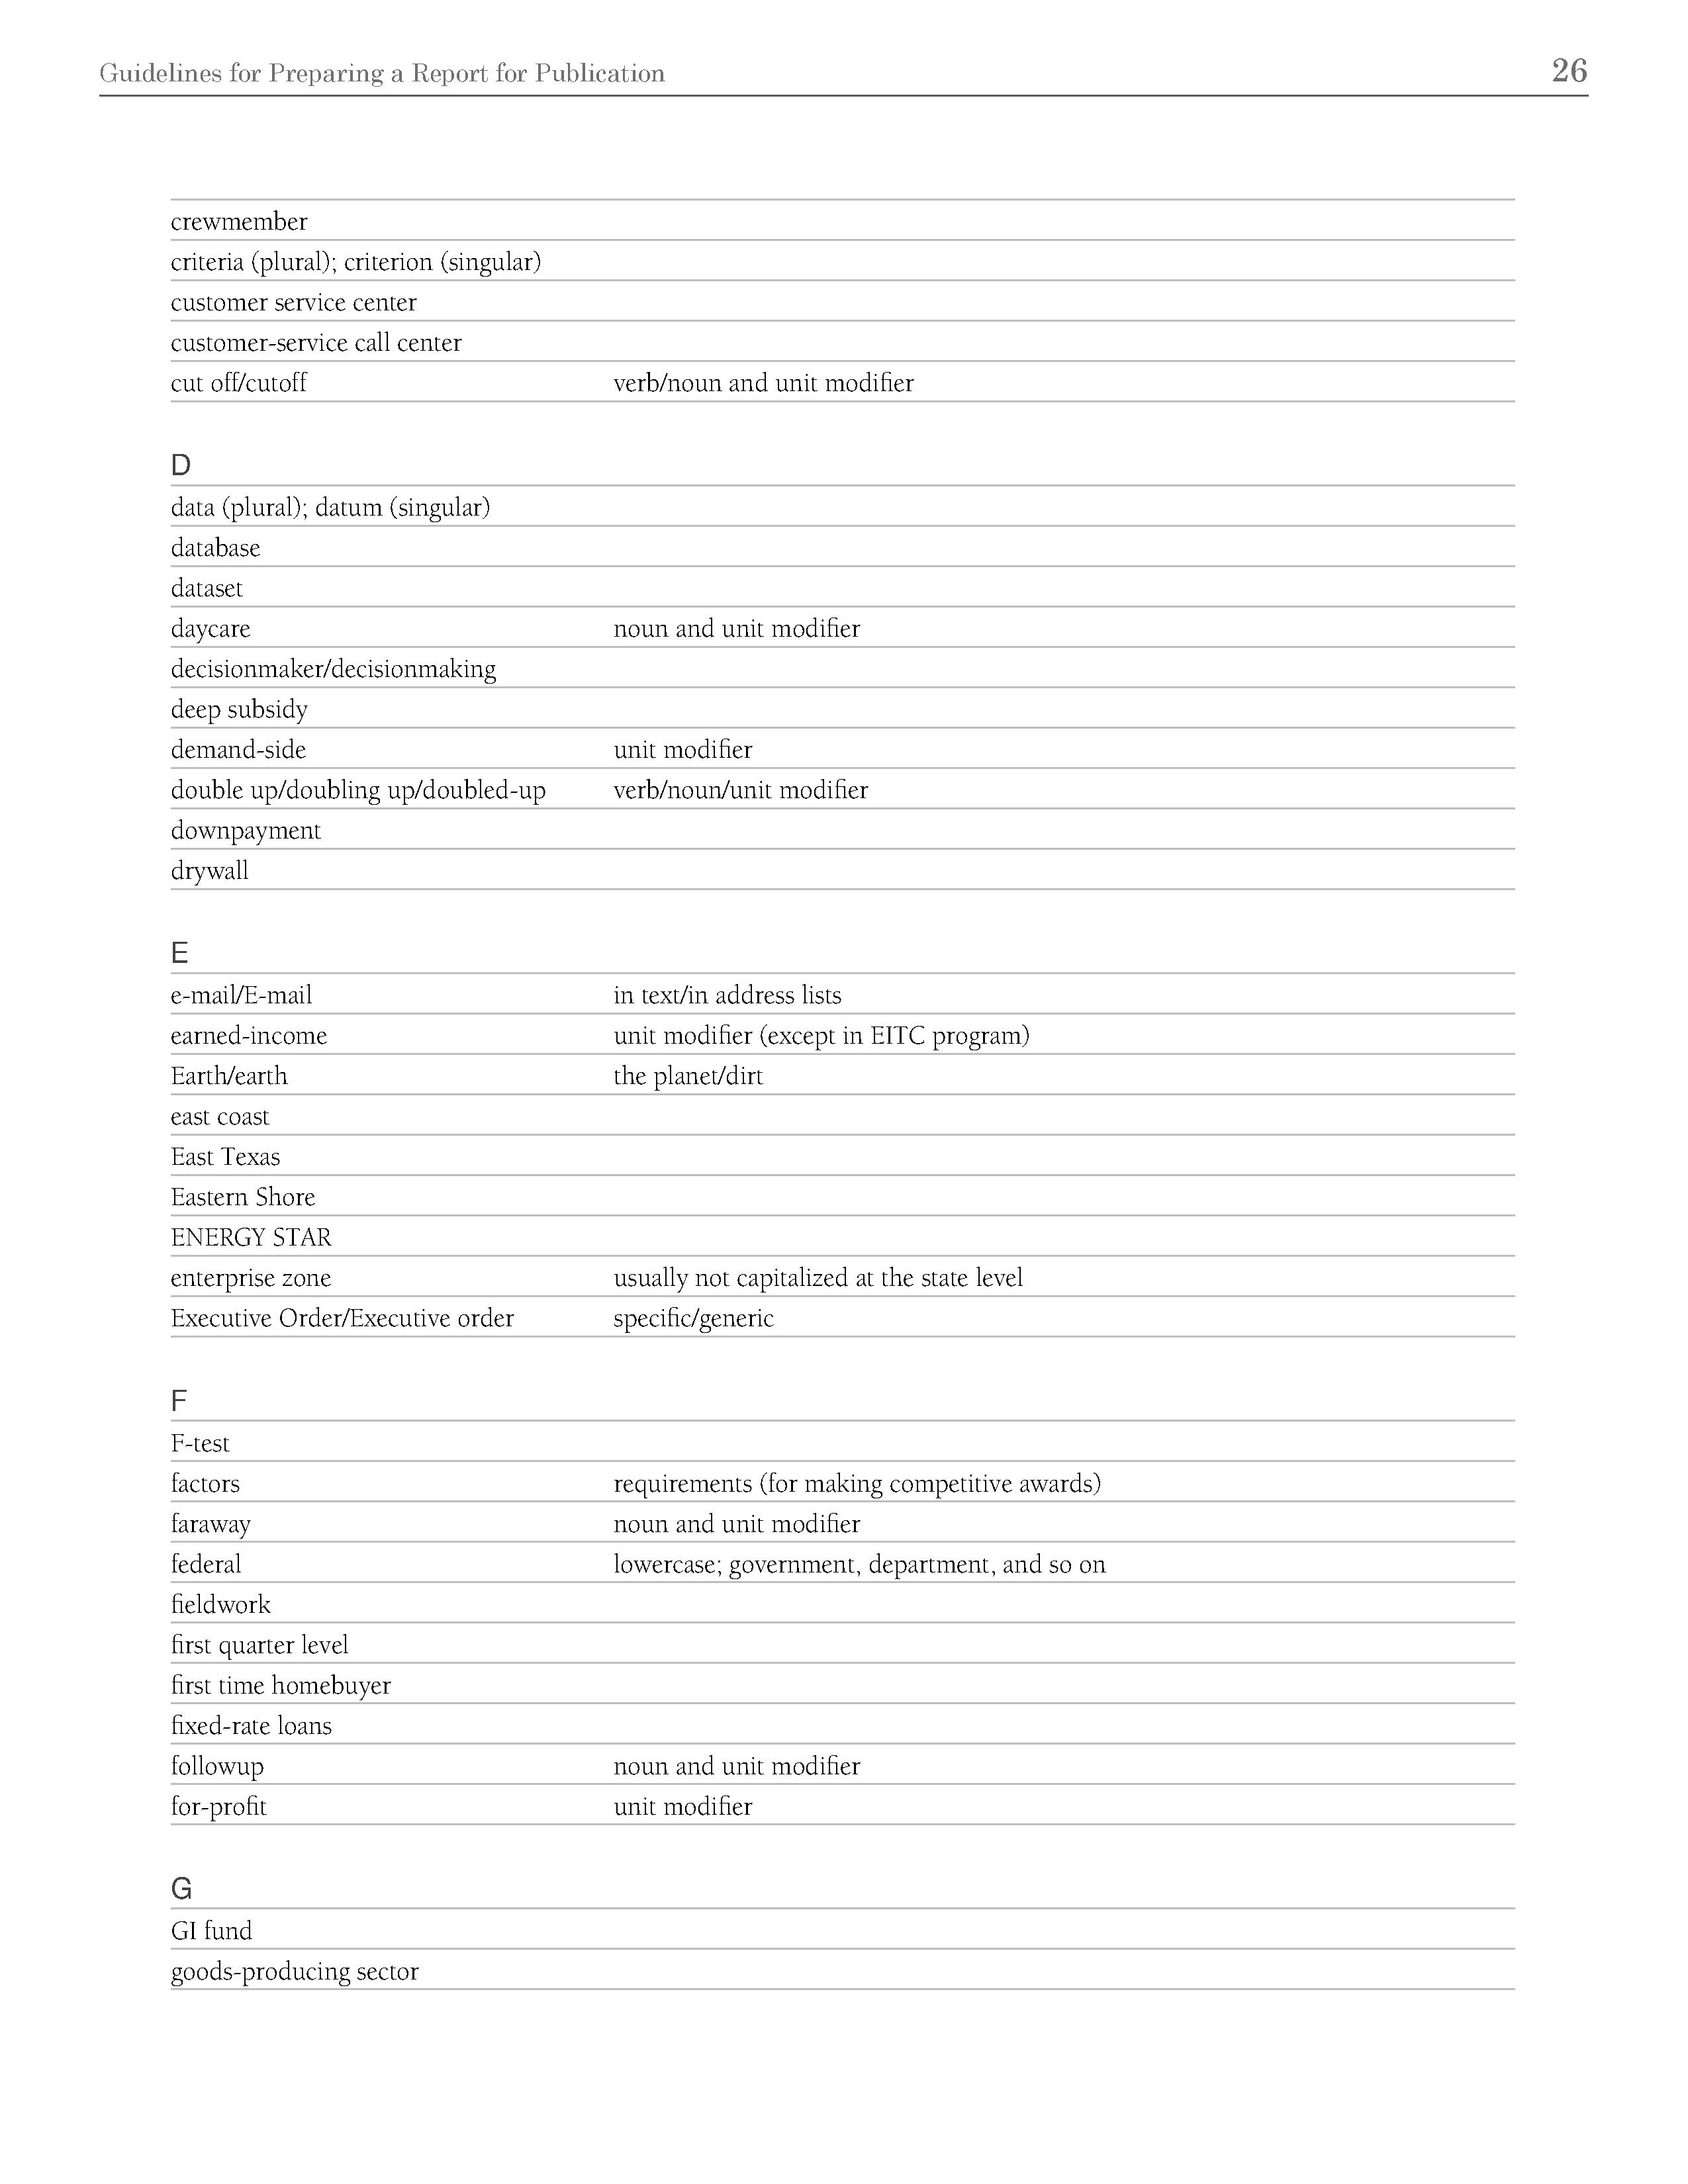 Guidelines for Preparing a Report for Publication 26
crewmember
criteria (plural); criterion (singular)
customer service center
customer-service call center
cut off/cutoff verb/noun and unit modifier
D
data (plural); datum (singular)
database
dataset
daycare noun and unit modifier
decisionmaker/decisionmaking
deep subsidy
demand-side unit modifier
double up/doubling up/doubled-up verb/noun/unit modifier
downpayment
drywall
E
e-mail/E-mail in text/in address lists
earned-income unit modifier (except in EITC program)
Earth/earth the planet/dirt
east coast
East Texas
Eastern Shore
ENERGY STAR
enterprise zone usually not capitalized at the state level
Executive Order/Executive order specific/generic
F
F-test
factors requirements (for making competitive awards)
faraway noun and unit modifier
federal lowercase; government, department, and so on
fieldwork
first quarter level
first time homebuyer
fixed-rate loans
followup noun and unit modifier
for-profit unit modifier
G
GI fund
goods-producing sector